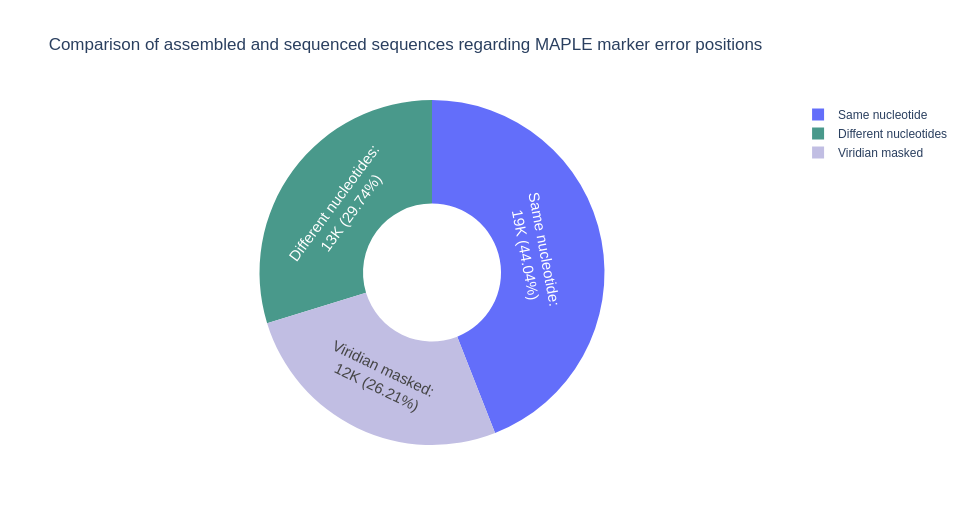 Comparison of assembled and sequenced sequences regarding MAPLE marker error positions
Same nucleotide
Different nucleotides
Viridian masked
Different nucleotides:
13K (29.74%)
Same nucleotide:
19K (44.04%)
Viridian masked:
12K (26.21%)